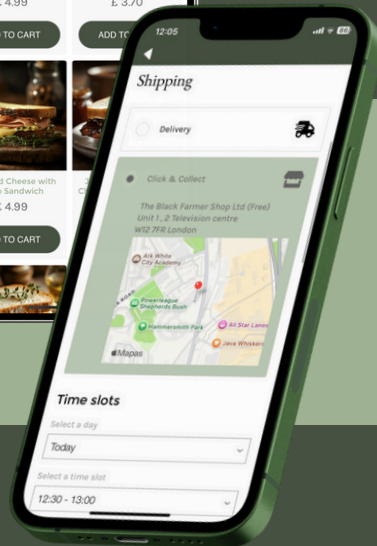 £ 4.99
£ 3.70
TO CART
ADD TO
d Cheese with
Sandwich
£ 4.99
TO CART
12:05
88
Shipping
Delivery
Click & Collect
The Black Farmer Shop Ltd (Free)
Unit 1, 2 Television centre
W12 7FR London
Ark White
City Academy
ROAD
Powerleague
Shepherds Bush
Hammersmith Park
All Star Lanes
Java Whiskers
Mapas
Time slots
Select a day
Today
Select a time slot
12:30 - 13:00